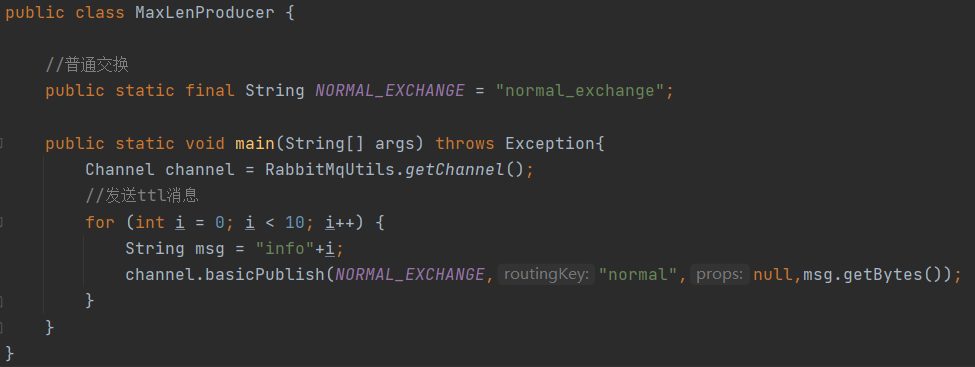 public class MaxLenProducer {
//普通交换
public static final String NORMAL_EXCHANGE = "normal_exchange";
public static void main(String[] args) throws Exception{
Channel channel = RabbitMqUtils.getChannel();
//发送ttl消息
for (int i = 0; i < 10; i++) {
String msg = "info"+i;
channel.basicPublish(NORMAL_EXCHANGE, routingKey: "normal", props: null,msg.getBytes());
}
}
}